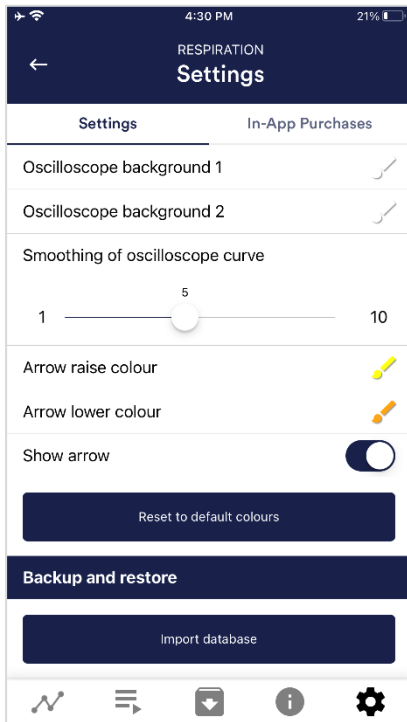 4:30 PM
21%
RESPIRATION
Settings
Settings
In-App Purchases
Oscilloscope background 1
Oscilloscope background 2
Smoothing of oscilloscope curve
5
1
10
Arrow raise colour
Arrow lower colour
Show arrow
Reset to default colours
Backup and restore
Import database